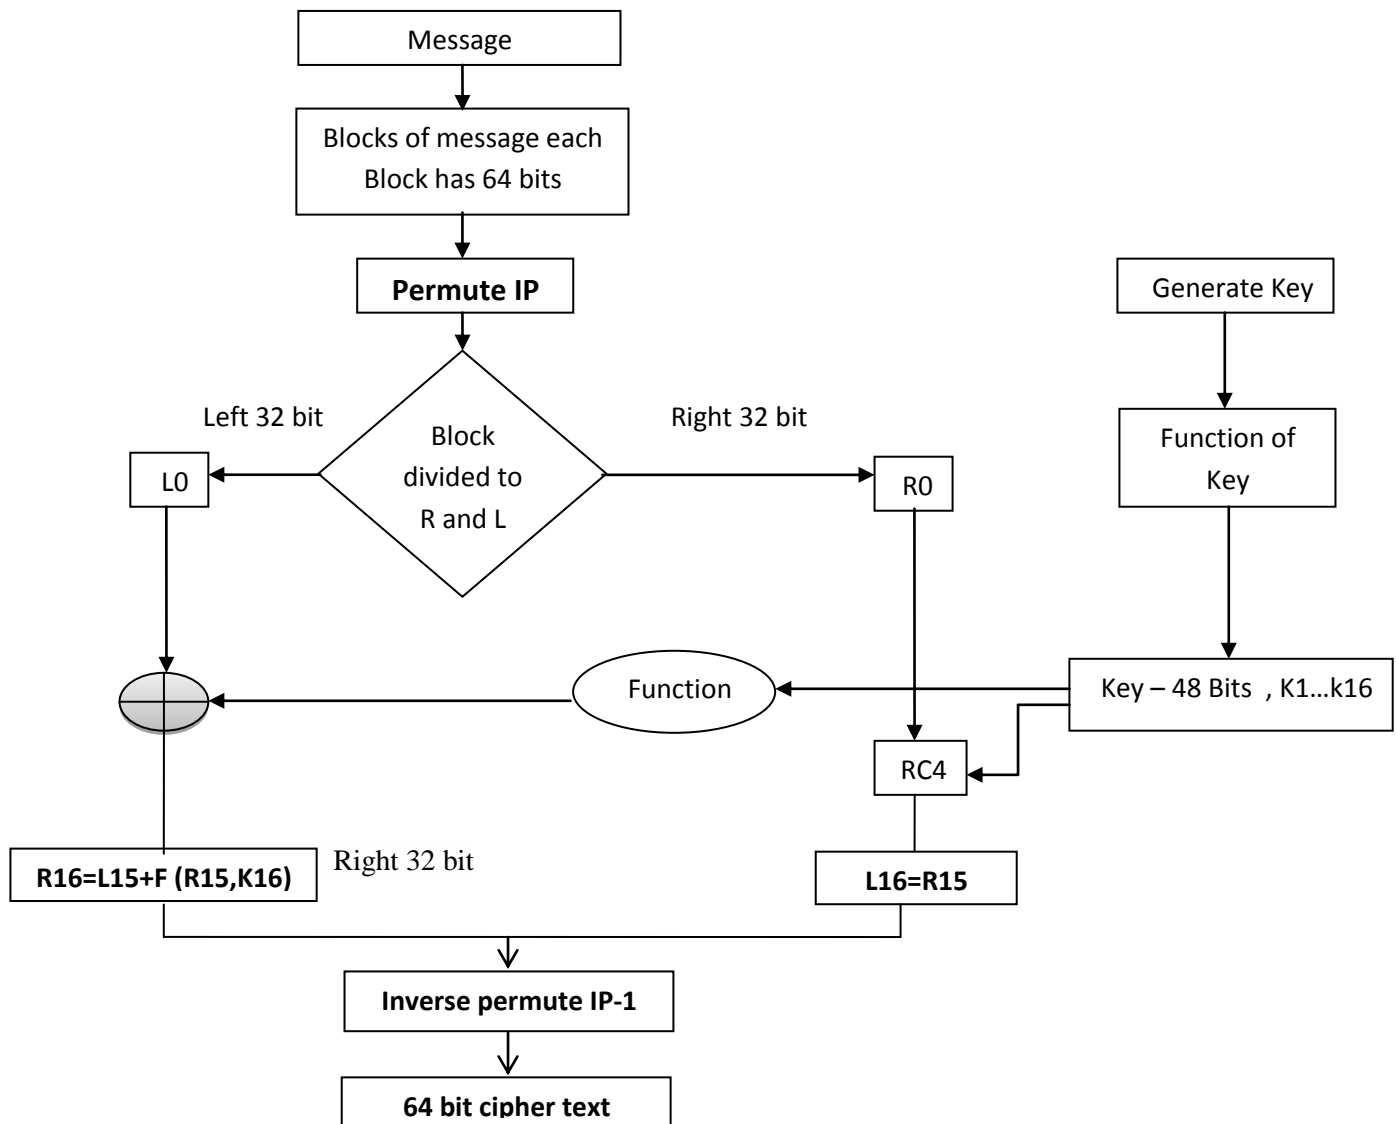 Message
Blocks of message each
Block has 64 bits
Permute IP
Generate Key
Left 32 bit
Right 32 bit
Block
divided to
R and L
Function of
Key
L0
R0
Function
Key – 48 Bits , K1...k16
RC4
R16=L15+F (R15,K16)
Right 32 bit
L16=R15
Inverse permute IP-1
64 bit cipher text